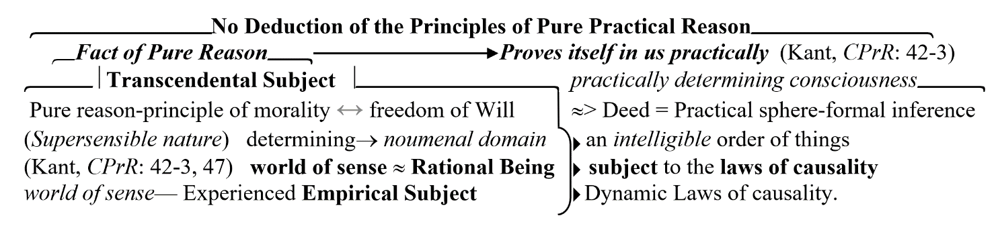 No Deduction of the Principles of Pure Practical Reason
Fact of Pure Reason Proves itself in us practically (Kant, CPrR: 42-3)
Transcendental Subject practically determining consciousness
Pure reason-principle of morality ↔ freedom of Will ≈> Deed = Practical sphere-formal inference
(Supersensible nature) determining→ noumenal domain an intelligible order of things
(Kant, CPrR: 42-3, 47) world of sense ≈ Rational Being subject to the laws of causality
world of sense— Experienced Empirical Subject Dynamic Laws of causality.